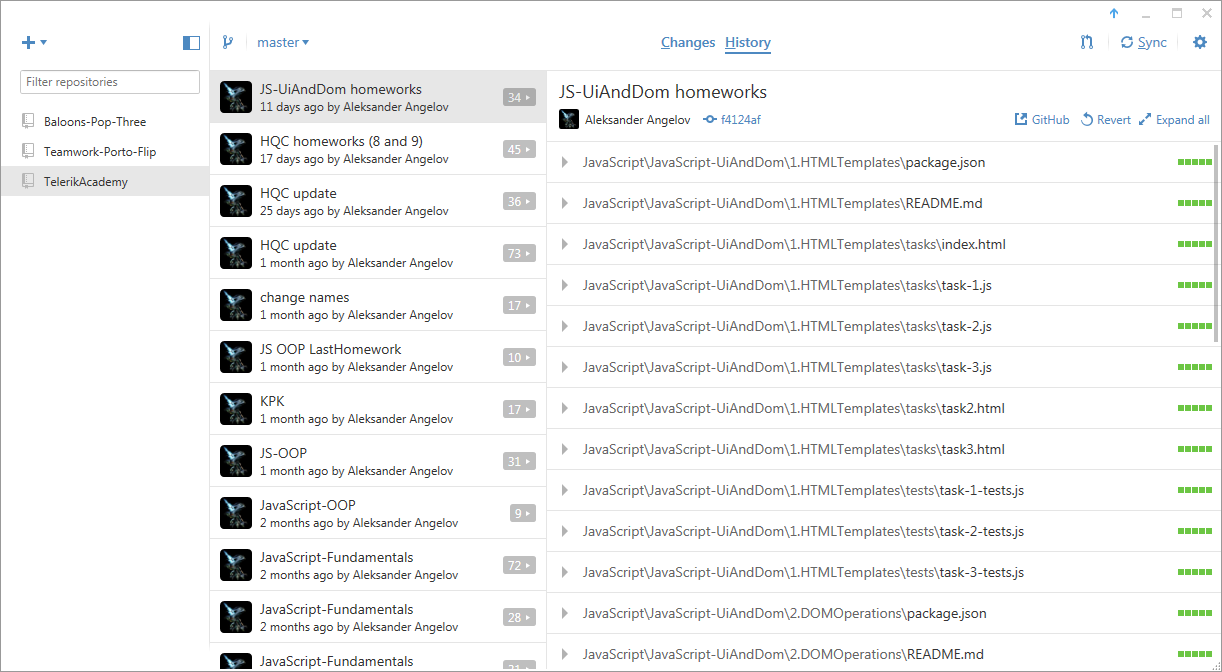 master
Changes History
Sync
Filter repositories
Baloons-Pop-Three
Teamwork-Porto-Flip
TelerikAcademy
JS-UiAndDom homeworks
11 days ago by Aleksander Angelov
34
HQC homeworks (8 and 9)
17 days ago by Aleksander Angelov
45
HQC update
25 days ago by Aleksander Angelov
36
HQC update
1 month ago by Aleksander Angelov
73
change names
1 month ago by Aleksander Angelov
17
JS OOP LastHomework
1 month ago by Aleksander Angelov
10
KPK
1 month ago by Aleksander Angelov
17
JS-OOP
1 month ago by Aleksander Angelov
31
JavaScript-OOP
2 months ago by Aleksander Angelov
9
JavaScript-Fundamentals
2 months ago by Aleksander Angelov
72
JavaScript-Fundamentals
2 months ago by Aleksander Angelov
28
JavaScript-Fundamentals
JS-UiAndDom homeworks
Aleksander Angelov f4124af
GitHub Revert Expand all
JavaScript\JavaScript-UiAndDom\1.HTMLTemplates\package.json
JavaScript\JavaScript-UiAndDom\1.HTMLTemplates\README.md
JavaScript\JavaScript-UiAndDom\1.HTMLTemplates\tasks\index.html
JavaScript\JavaScript-UiAndDom\1.HTMLTemplates\tasks\task-1.js
JavaScript\JavaScript-UiAndDom\1.HTMLTemplates\tasks\task-2.js
JavaScript\JavaScript-UiAndDom\1.HTMLTemplates\tasks\task-3.js
JavaScript\JavaScript-UiAndDom\1.HTMLTemplates\tasks\task2.html
JavaScript\JavaScript-UiAndDom\1.HTMLTemplates\tasks\task3.html
JavaScript\JavaScript-UiAndDom\1.HTMLTemplates\tests\task-1-tests.js
JavaScript\JavaScript-UiAndDom\1.HTMLTemplates\tests\task-2-tests.js
JavaScript\JavaScript-UiAndDom\1.HTMLTemplates\tests\task-3-tests.js
JavaScript\JavaScript-UiAndDom\2.DOMOperations\package.json
JavaScript\JavaScript-UiAndDom\2.DOMOperations\README.md